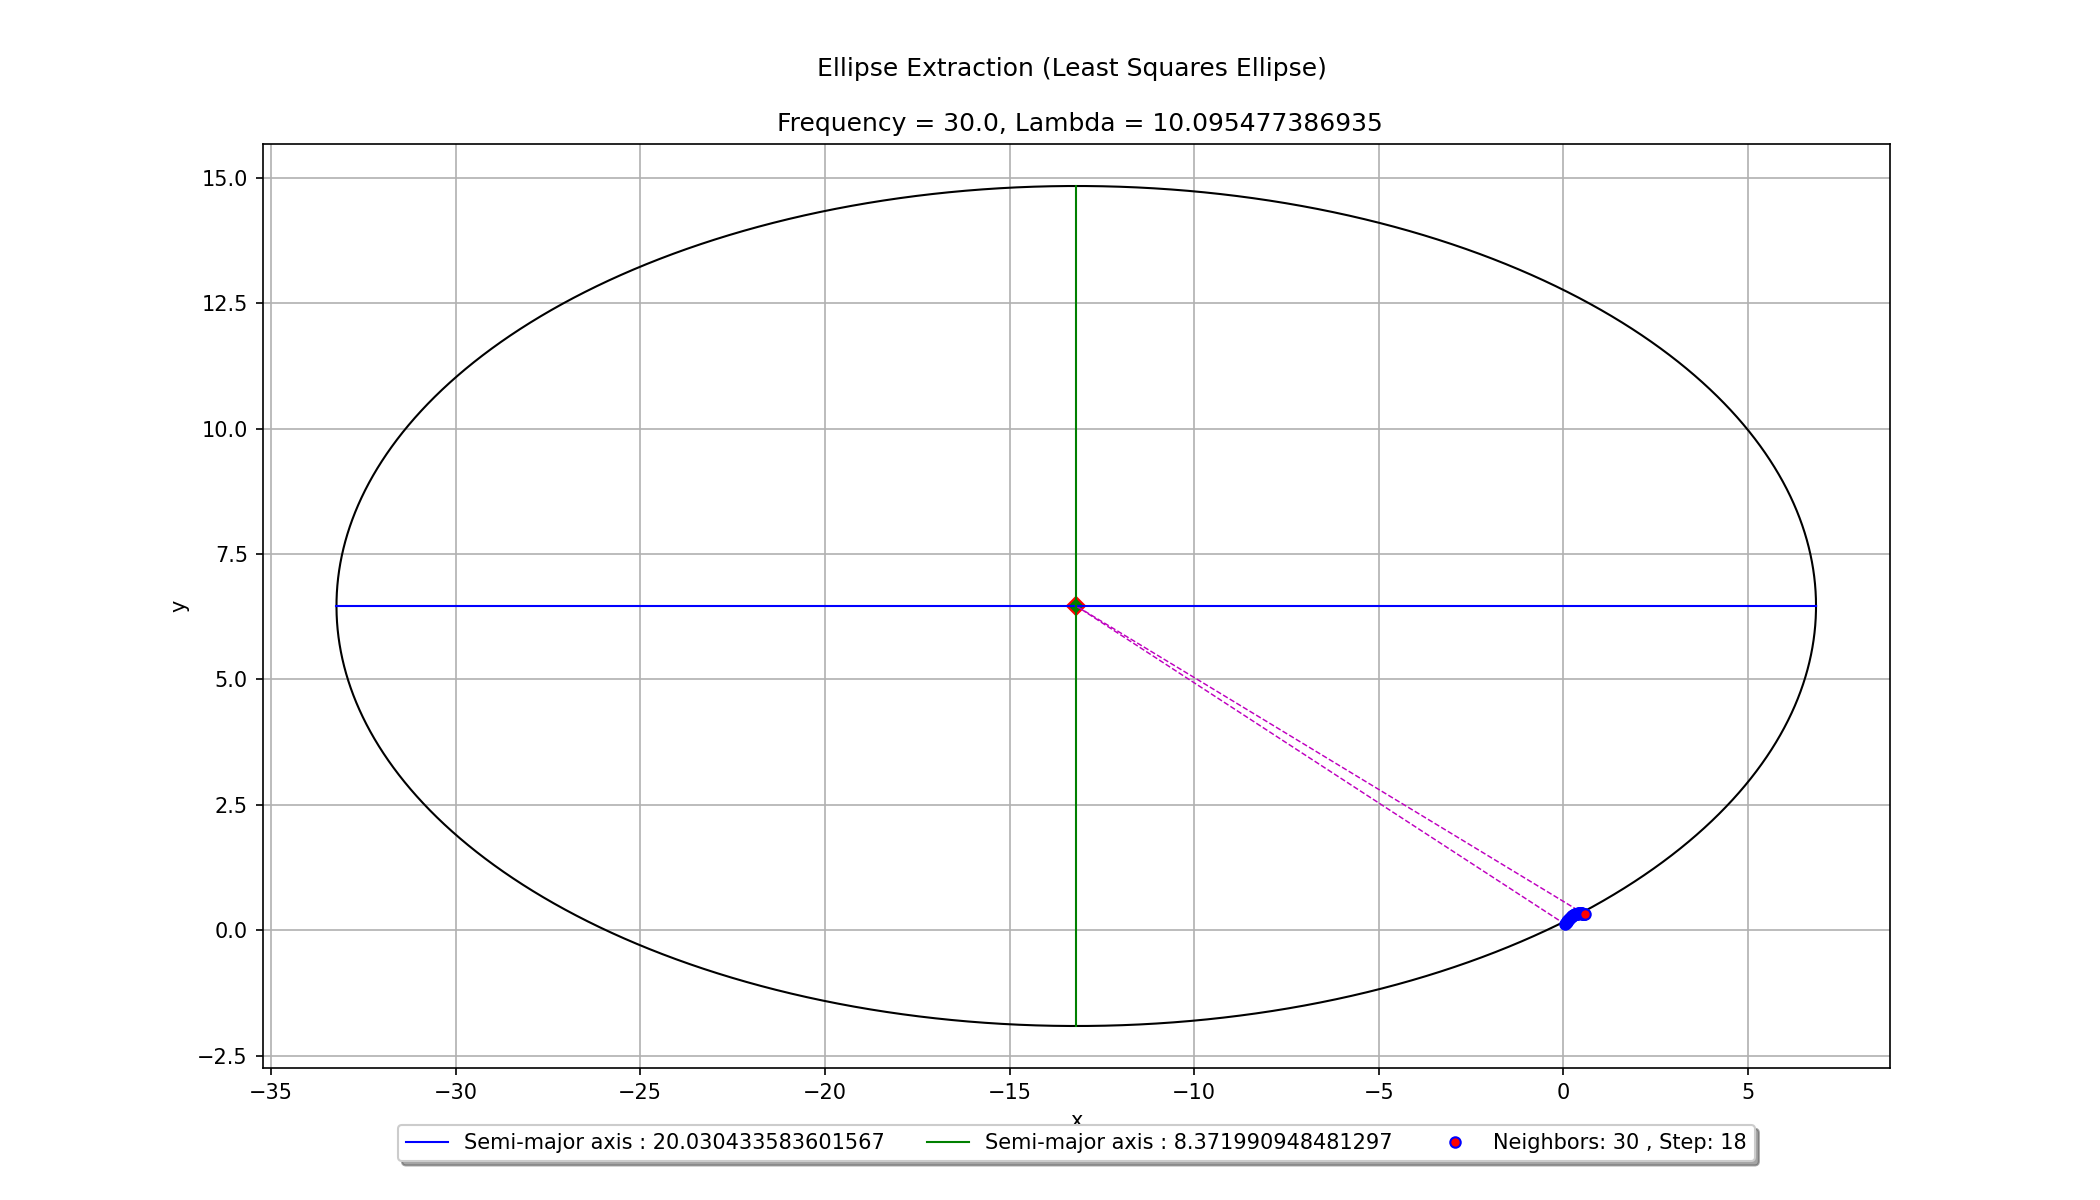 Ellipse Extraction (Least Squares Ellipse)
Frequency = 30.0, Lambda = 10.095477386935
15.0
12.5
10.0
7.5
5.0
2.5
0.0
−2.5
y
−35 −30 −25 −20 −15 −10 −5 0 5
x
Semi-major axis : 20.030433583601567 Semi-major axis : 8.371990948481297 Neighbors: 30 , Step: 18